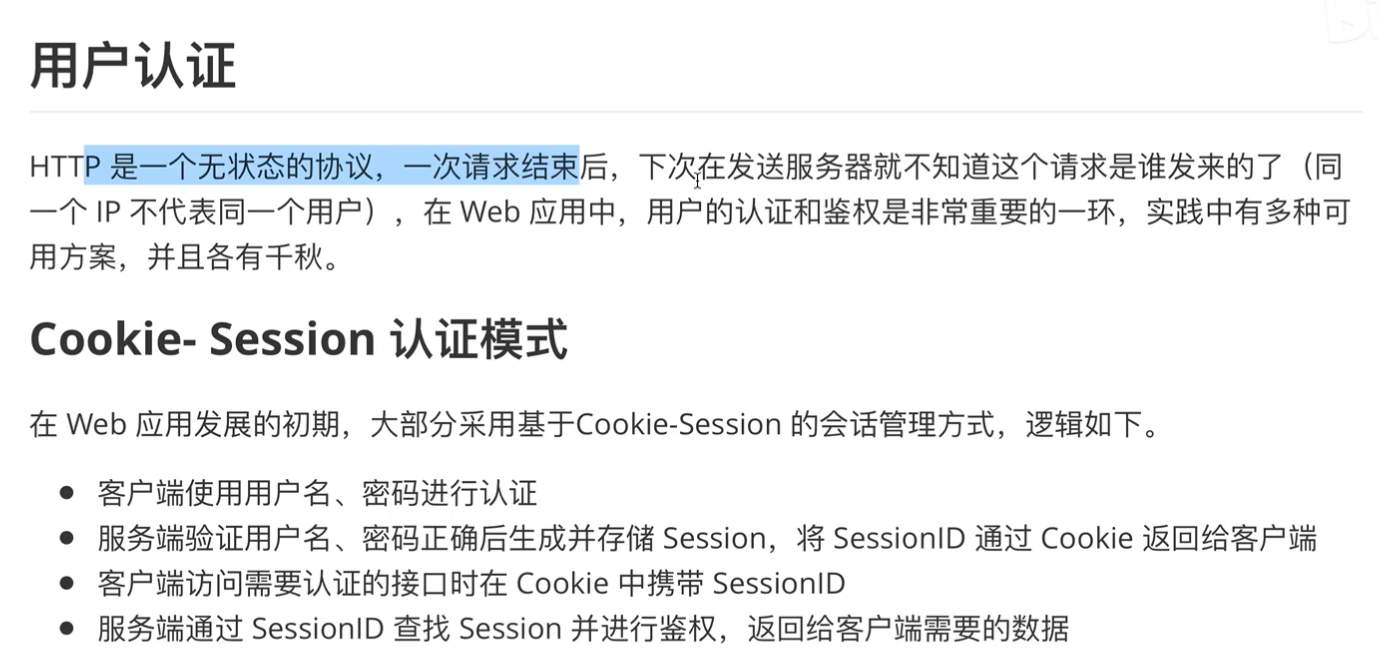 用户认证
HTTP 是一个无状态的协议，一次请求结束后，下次在发送服务器就不知道这个请求是谁发来的了（同
一个 IP 不代表同一个用户），在 Web 应用中，用户的认证和鉴权是非常重要的一环，实践中有多种可
用方案，并且各有千秋。
Cookie- Session 认证模式
在 Web 应用发展的初期，大部分采用基于Cookie-Session 的会话管理方式，逻辑如下。
● 客户端使用用户名、密码进行认证
● 服务端验证用户名、密码正确后生成并存储 Session，将 SessionID 通过 Cookie 返回给客户端
● 客户端访问需要认证的接口时在 Cookie 中携带 SessionID
● 服务端通过 SessionID 查找 Session 并进行鉴权，返回给客户端需要的数据